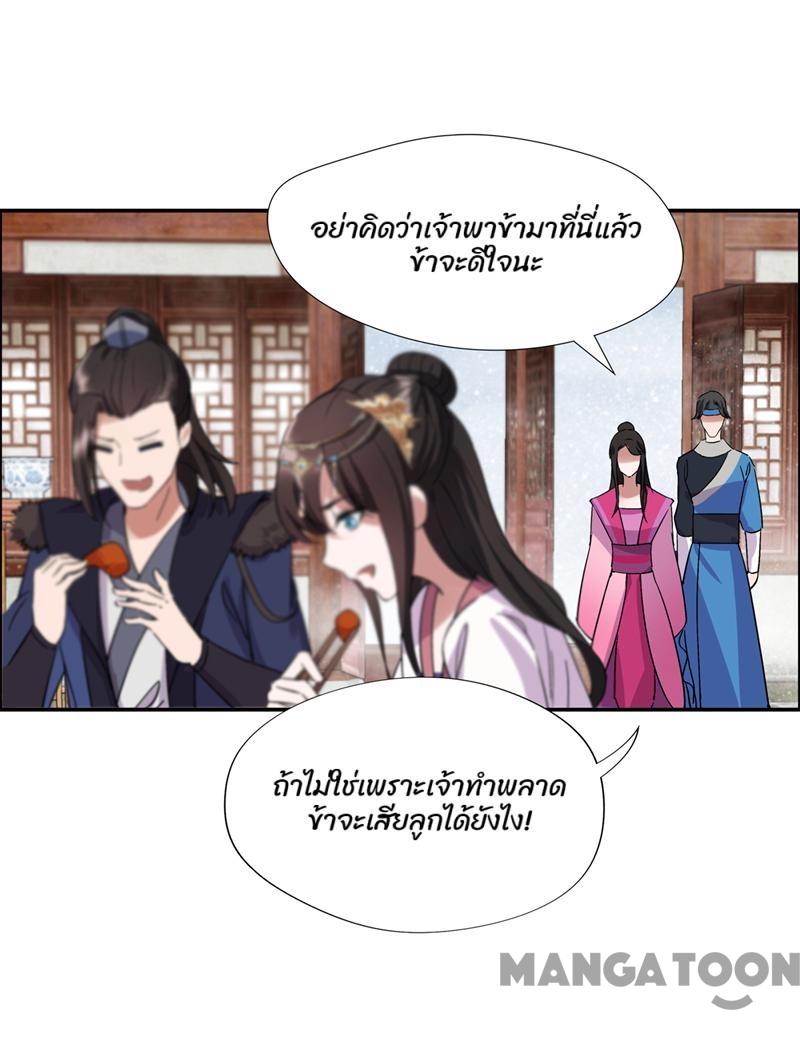 อย่าคิดว่าเจ้าพาข้ามาที่นี่แล้ว
ข้าจะดีใจนะ
ถ้าไม่ใช่เพราะเจ้าทำพลาด
ข้าจะเสียลูกได้ยังไง!
MANGATOON